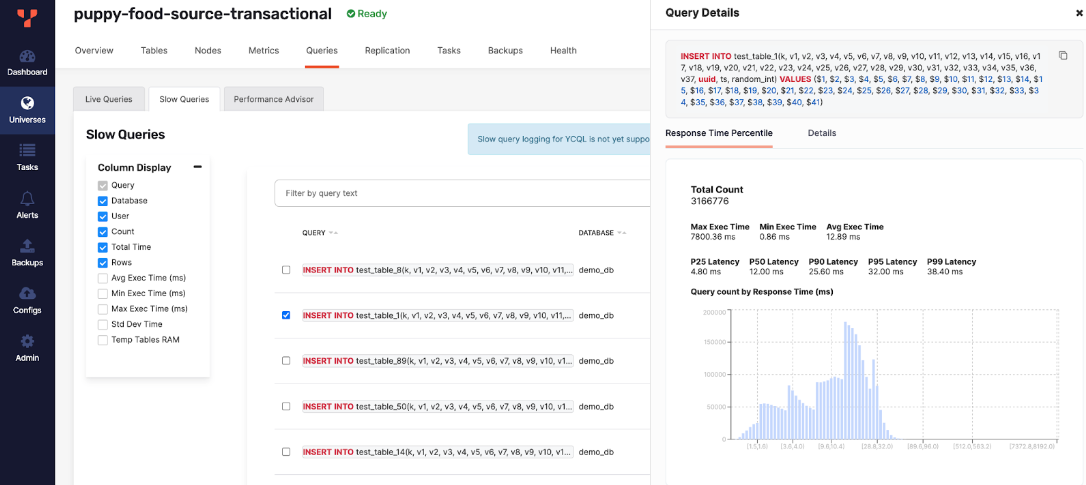 puppy-food-source-transactional Ready
Overview Tables Nodes Metrics Queries Replication Tasks Backups Health
Dashboard
Universes
Tasks
Alerts
Backups
Configs
Admin
Live Queries Slow Queries Performance Advisor
Slow Queries
Slow query logging for YCQL is not yet suppo
Column Display
Query
Database
User
Count
Total Time
Rows
Avg Exec Time (ms)
Min Exec Time (ms)
Max Exec Time (ms)
Std Dev Time
Temp Tables RAM
Filter by query text
QUERY DATABASE
INSERT INTO test_table_8(k, v1, v2, v3, v4, v5, v6, v7, v8, v9, v10, v11,... demo_db
INSERT INTO test_table_1(k, v1, v2, v3, v4, v5, v6, v7, v8, v9, v10, v11,... demo_db
INSERT INTO test_table_89(k, v1, v2, v3, v4, v5, v6, v7, v8, v9, v10, v1... demo_db
INSERT INTO test_table_50(k, v1, v2, v3, v4, v5, v6, v7, v8, v9, v10, v1... demo_db
INSERT INTO test_table_14(k, v1, v2, v3, v4, v5, v6, v7, v8, v9, v10, v1... demo_db
Query Details
INSERT INTO test_table_1(k, v1, v2, v3, v4, v5, v6, v7, v8, v9, v10, v11, v12, v13, v14, v15, v16, v1
7, v18, v19, v20, v21, v22, v23, v24, v25, v26, v27, v28, v29, v30, v31, v32, v33, v34, v35, v36,
v37, uuid, ts, random_int) VALUES ($1, $2, $3, $4, $5, $6, $7, $8, $9, $10, $11, $12, $13, $14, $1
5, $16, $17, $18, $19, $20, $21, $22, $23, $24, $25, $26, $27, $28, $29, $30, $31, $32, $33, $3
4, $35, $36, $37, $38, $39, $40, $41)
Response Time Percentile Details
Total Count
3166776
Max Exec Time Min Exec Time Avg Exec Time
7800.36 ms 0.86 ms 12.89 ms
P25 Latency P50 Latency P90 Latency P95 Latency P99 Latency
4.80 ms 12.00 ms 25.60 ms 32.00 ms 38.40 ms
Query count by Response Time (ms)
200000
150000
100000
50000
0
[1.5,1.6) [3.6,4.0) [9.6,10.4) [28.8,32.0) [89.6,96.0) [512.0,563.2) [7372.8,8192.0)